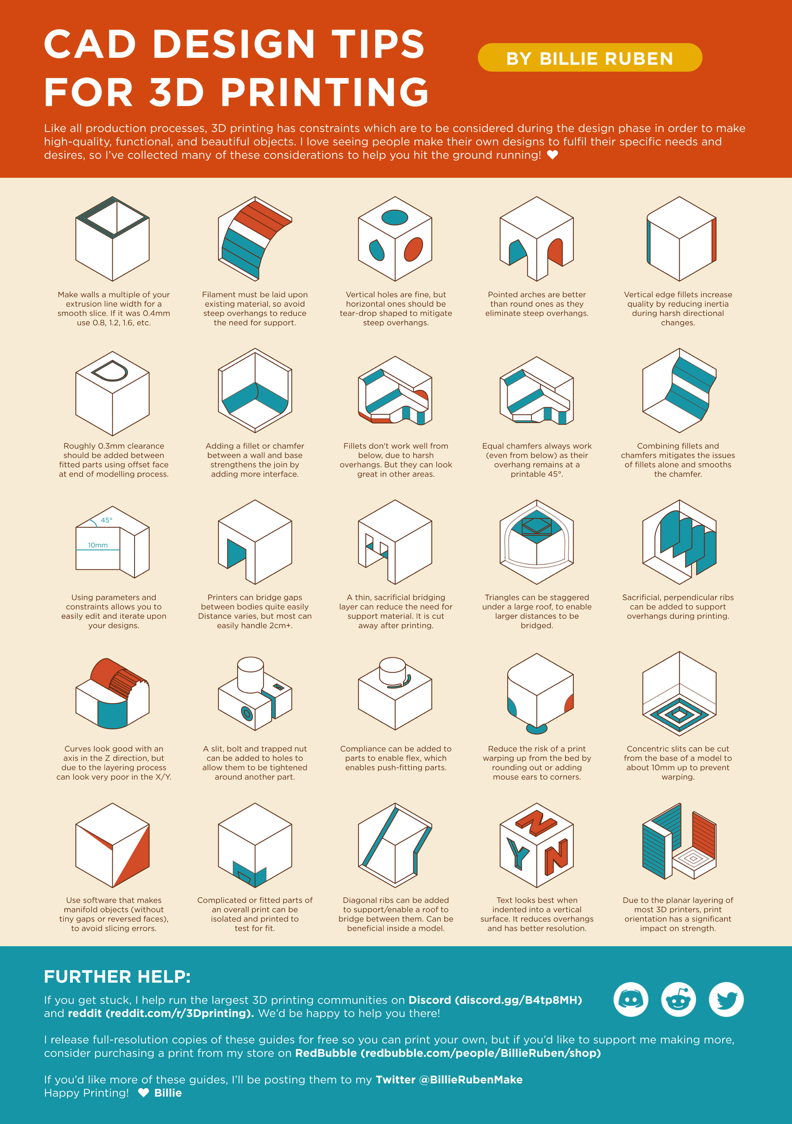 CAD DESIGN TIPS
FOR 3D PRINTING
BY BILLIE RUBEN
Like all production processes, 3D printing has constraints which are to be considered during the design phase in order to make
high-quality, functional, and beautiful objects. I love seeing people make their own designs to fulfil their specific needs and
desires, so I've collected many of these considerations to help you hit the ground running! ♥
Make walls a multiple of your
extrusion line width for a
smooth slice. If it was 0.4mm
use 0.8, 1.2, 1.6, etc.
Filament must be laid upon
existing material, so avoid
steep overhangs to reduce
the need for support.
Vertical holes are fine, but
horizontal ones should be
tear-drop shaped to mitigate
steep overhangs.
Pointed arches are better
than round ones as they
eliminate steep overhangs.
Vertical edge fillets increase
quality by reducing inertia
during harsh directional
changes.
Roughly 0.3mm clearance
should be added between
fitted parts using offset face
at end of modelling process.
Adding a fillet or chamfer
between a wall and base
strengthens the join by
adding more interface.
Fillets don't work well from
below, due to harsh
overhangs. But they can look
great in other areas.
Equal chamfers always work
(even from below) as their
overhang remains at a
printable 45°.
Combining fillets and
chamfers mitigates the issues
of fillets alone and smooths
the chamfer.
45°
10mm
Using parameters and
constraints allows you to
easily edit and iterate upon
your designs.
Printers can bridge gaps
between bodies quite easily
Distance varies, but most can
easily handle 2cm+.
A thin, sacrificial bridging
layer can reduce the need for
support material. It is cut
away after printing.
Triangles can be staggered
under a large roof, to enable
larger distances to be
bridged.
Sacrificial, perpendicular ribs
can be added to support
overhangs during printing.
Curves look good with an
axis in the Z direction, but
due to the layering process
can look very poor in the X/Y.
A slit, bolt and trapped nut
can be added to holes to
allow them to be tightened
around another part.
Compliance can be added to
parts to enable flex, which
enables push-fitting parts.
Reduce the risk of a print
warping up from the bed by
rounding out or adding
mouse ears to corners.
Concentric slits can be cut
from the base of a model to
about 10mm up to prevent
warping.
Use software that makes
manifold objects (without
tiny gaps or reversed faces),
to avoid slicing errors.
Complicated or fitted parts of
an overall print can be
isolated and printed to
test for fit.
Diagonal ribs can be added
to support/enable a roof to
bridge between them. Can be
beneficial inside a model.
N
Y N
Text looks best when
indented into a vertical
surface. It reduces overhangs
and has better resolution.
Due to the planar layering of
most 3D printers, print
orientation has a significant
impact on strength.
FURTHER HELP:
If you get stuck, I help run the largest 3D printing communities on Discord (discord.gg/B4tp8MH)
and reddit (reddit.com/r/3Dprinting). We'd be happy to help you there!
I release full-resolution copies of these guides for free so you can print your own, but if you'd like to support me making more,
consider purchasing a print from my store on RedBubble (redbubble.com/people/BillieRuben/shop)
If you'd like more of these guides, I'll be posting them to my Twitter @BillieRubenMake
Happy Printing! ♥ Billie